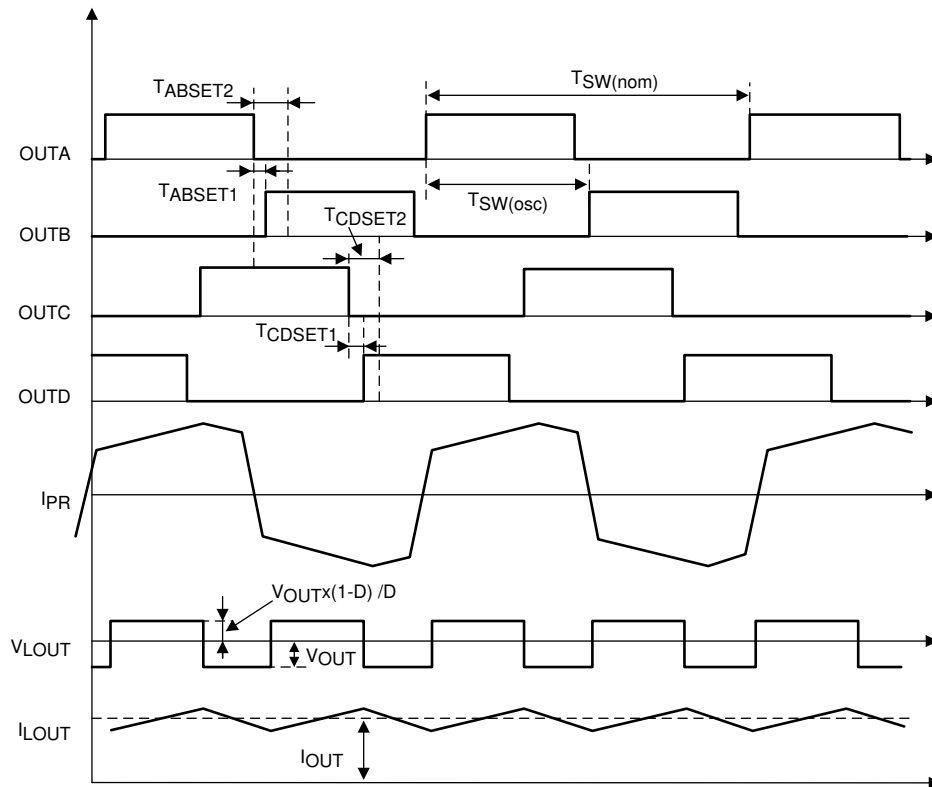 TABSET2
TSW(nom)
OUTA
TABSET1
TSW(osc)
TCDSET2
OUTB
OUTC
TCDSET1
OUTD
IPR
VOUTx(1-D) /D
VLOUT
VOUT
ILOUT
IOUT